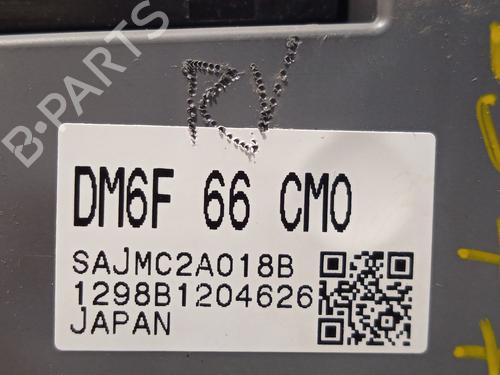 B-PARTS
RV
DM6F 66 CM0
SAJMC2A018B
1298B1204626
JAPAN